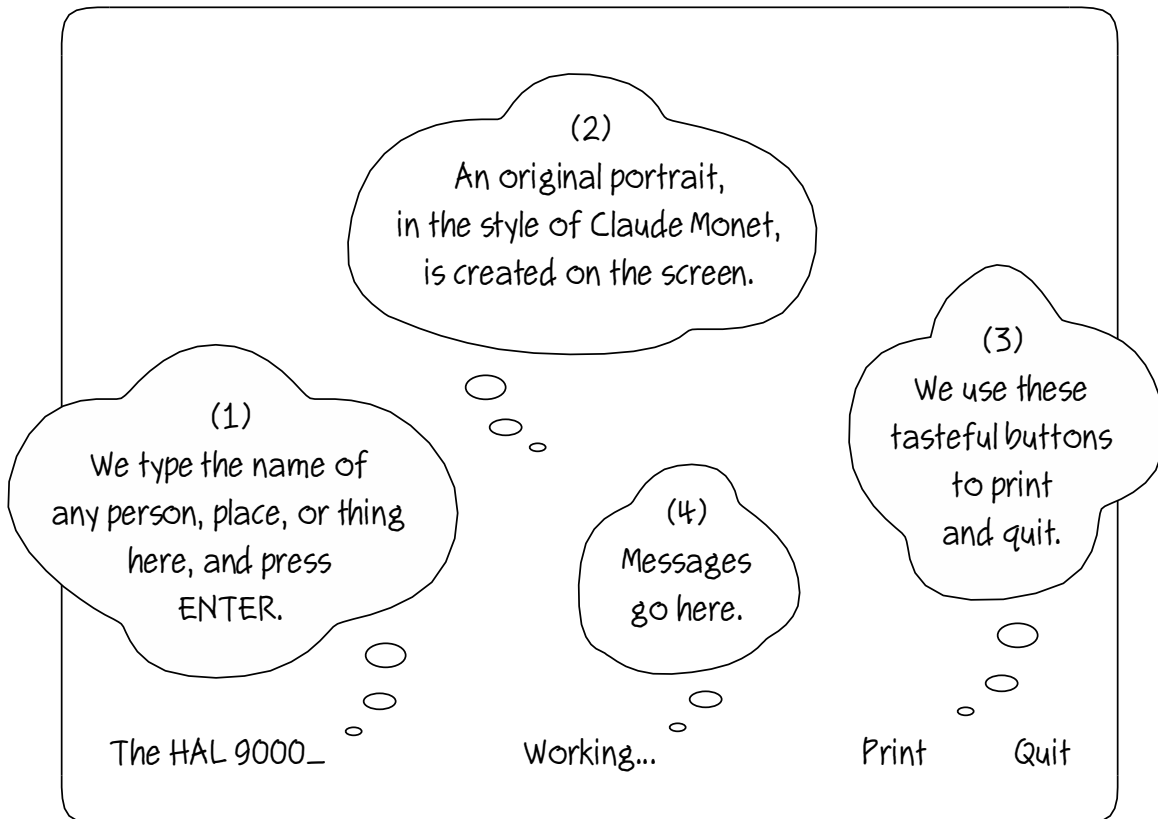 (2)
An original portrait,
in the style of Claude Monet,
is created on the screen.
(3)
We use these
tasteful buttons
to print
and quit.
(1)
We type the name of
any person, place, or thing
here, and press
ENTER.
(4)
Messages
go here.
The HAL 9000_
Working...
Print
Quit